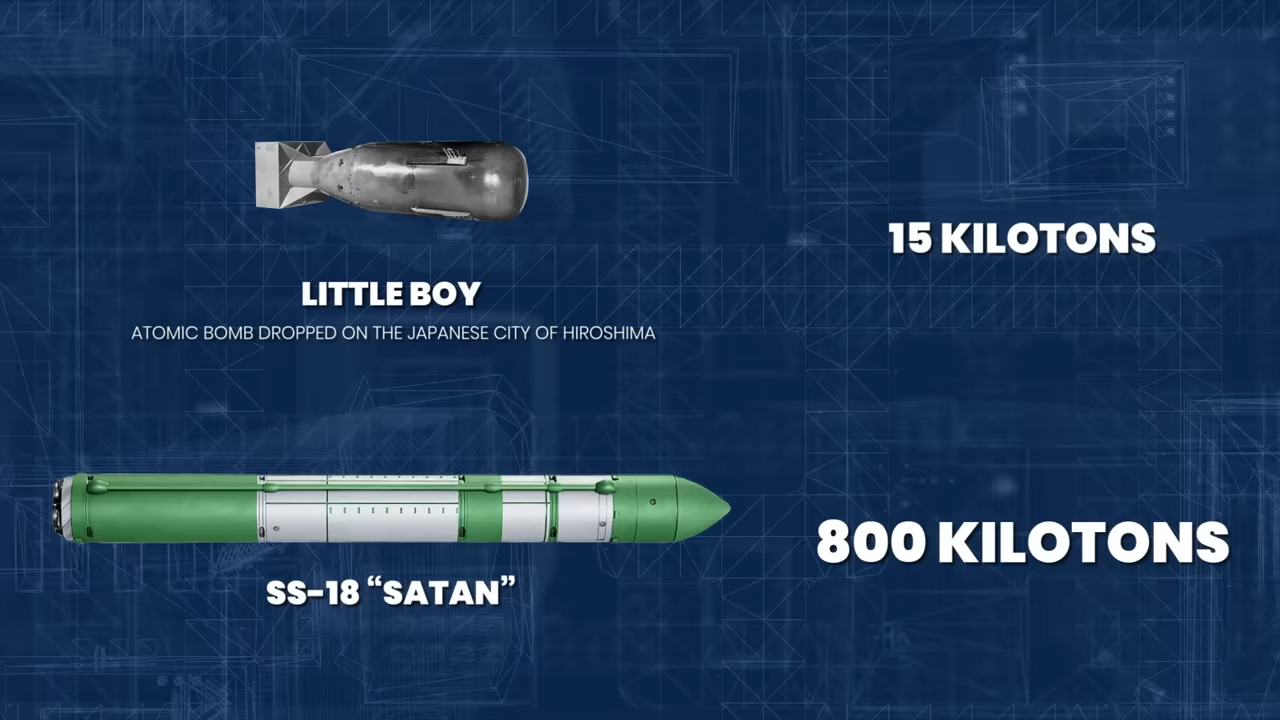 15 KILOTONS
LITTLE BOY
ATOMIC BOMB DROPPED ON THE JAPANESE CITY OF HIROSHIMA
800 KILOTONS
SS-18 “SATAN”